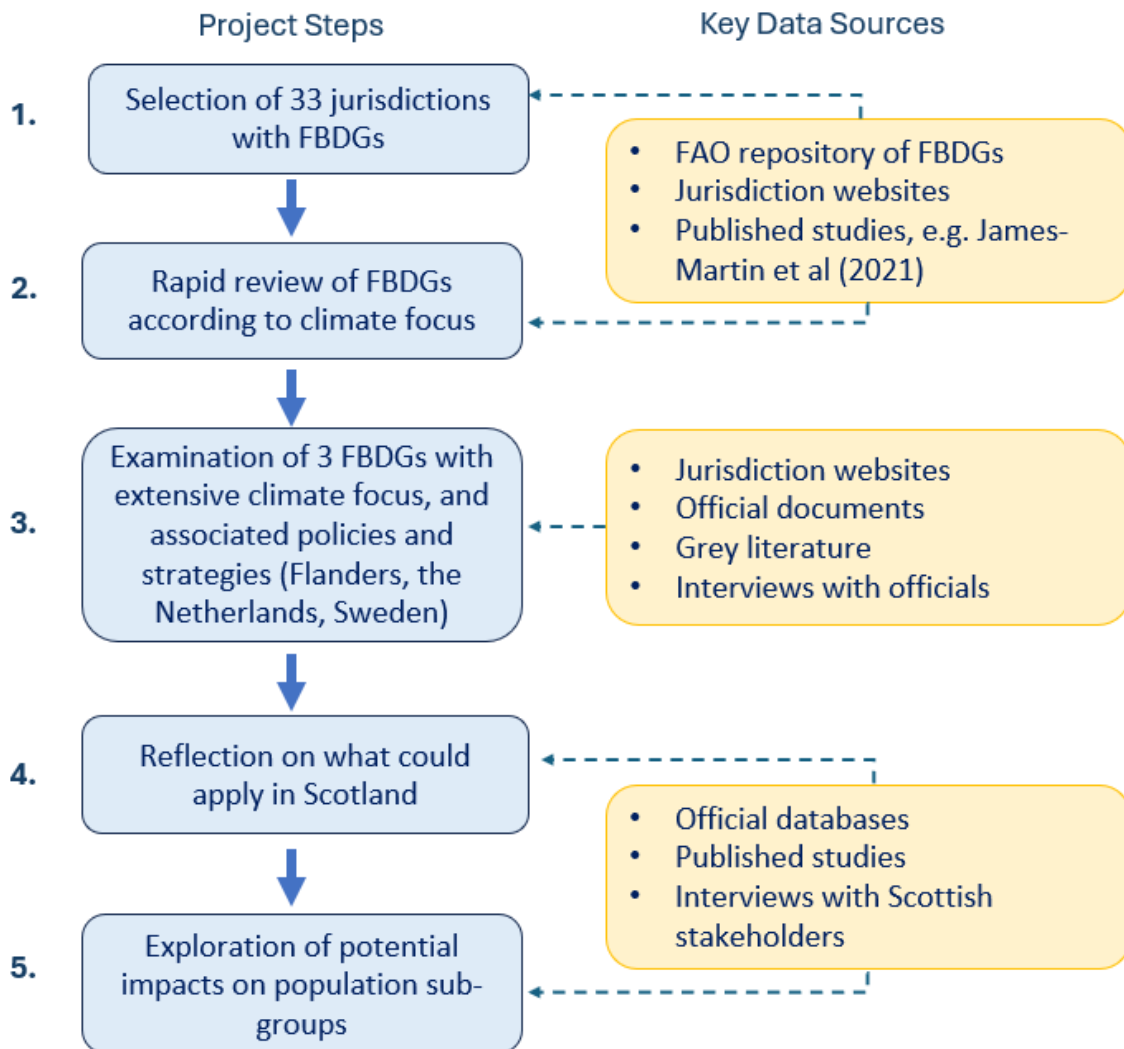 Project Steps
Key Data Sources
1.
Selection of 33 jurisdictions
with FBDGs
• FAO repository of FBDGs
• Jurisdiction websites
• Published studies, e.g. James-
Martin et al (2021)
2.
Rapid review of FBDGs
according to climate focus
3.
Examination of 3 FBDGs with
extensive climate focus, and
associated policies and
strategies (Flanders, the
Netherlands, Sweden)
• Jurisdiction websites
• Official documents
• Grey literature
• Interviews with officials
4.
Reflection on what could
apply in Scotland
• Official databases
• Published studies
• Interviews with Scottish
stakeholders
5.
Exploration of potential
impacts on population sub-
groups